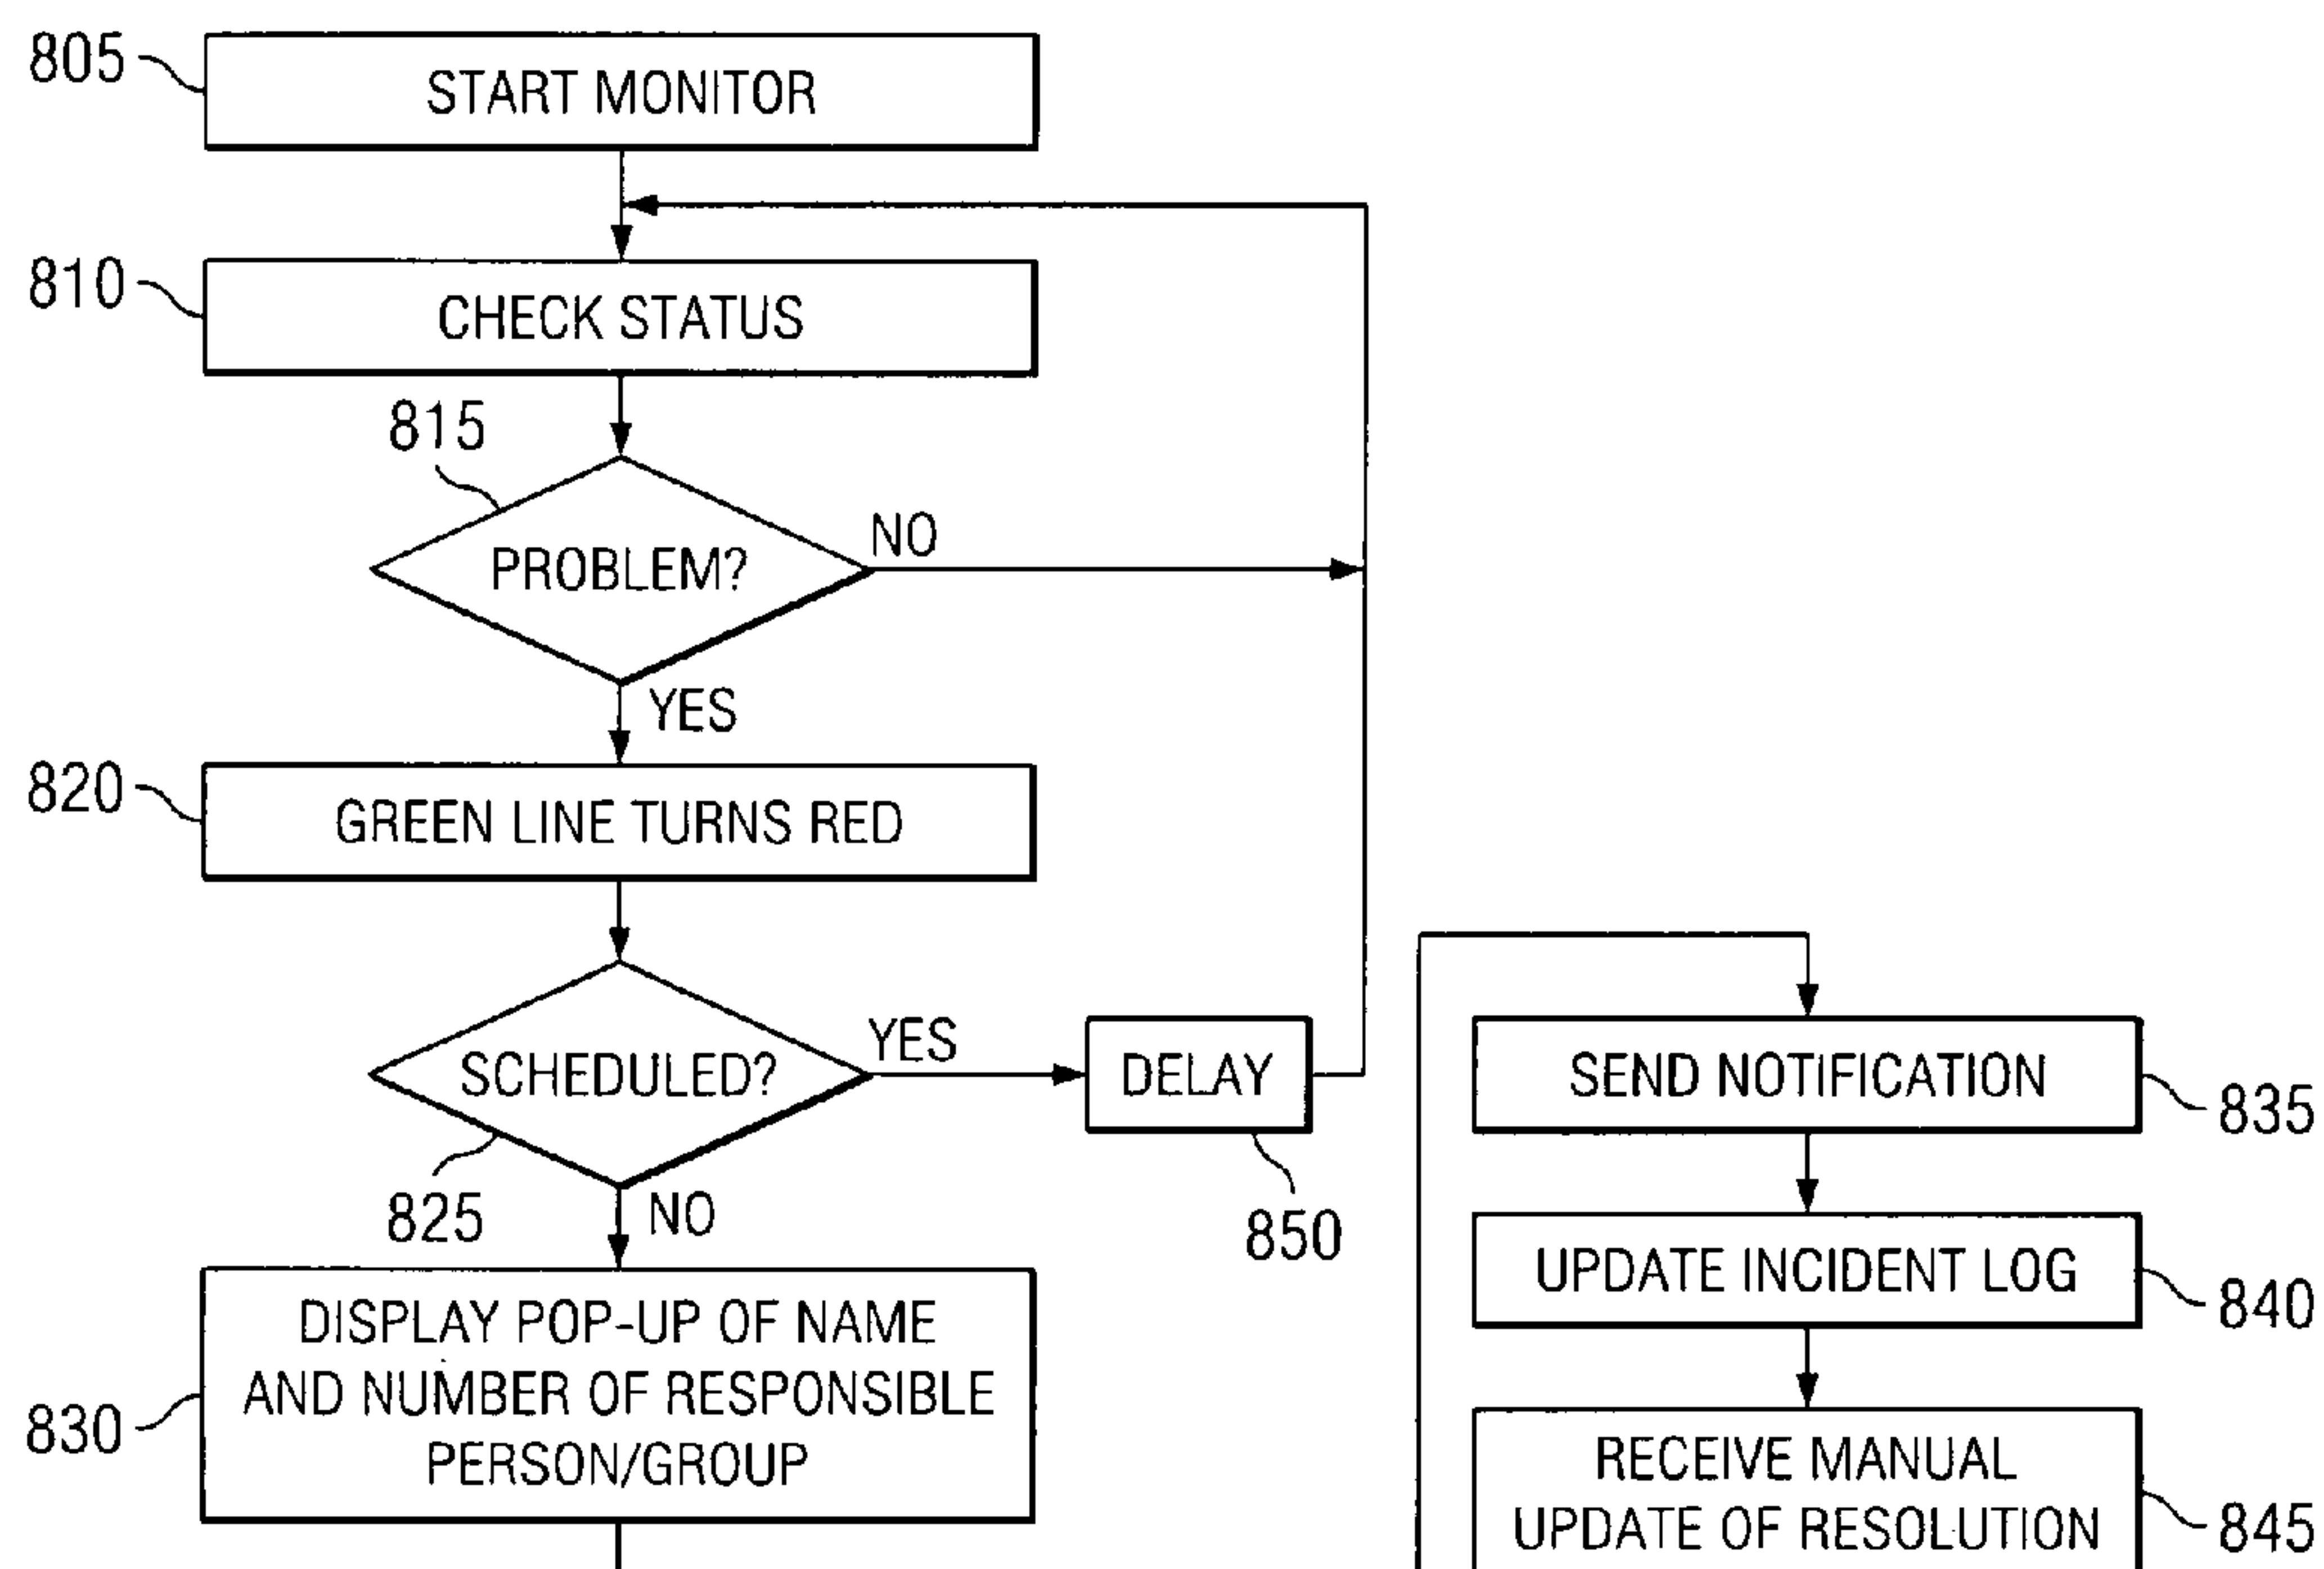 805
START MONITOR
810
CHECK STATUS
815
PROBLEM?
NO
YES
820
GREEN LINE TURNS RED
SCHEDULED?
YES
825
NO
DELAY
850
830
DISPLAY POP-UP OF NAME
AND NUMBER OF RESPONSIBLE
PERSON/GROUP
SEND NOTIFICATION
835
UPDATE INCIDENT LOG
840
RECEIVE MANUAL
UPDATE OF RESOLUTION
845